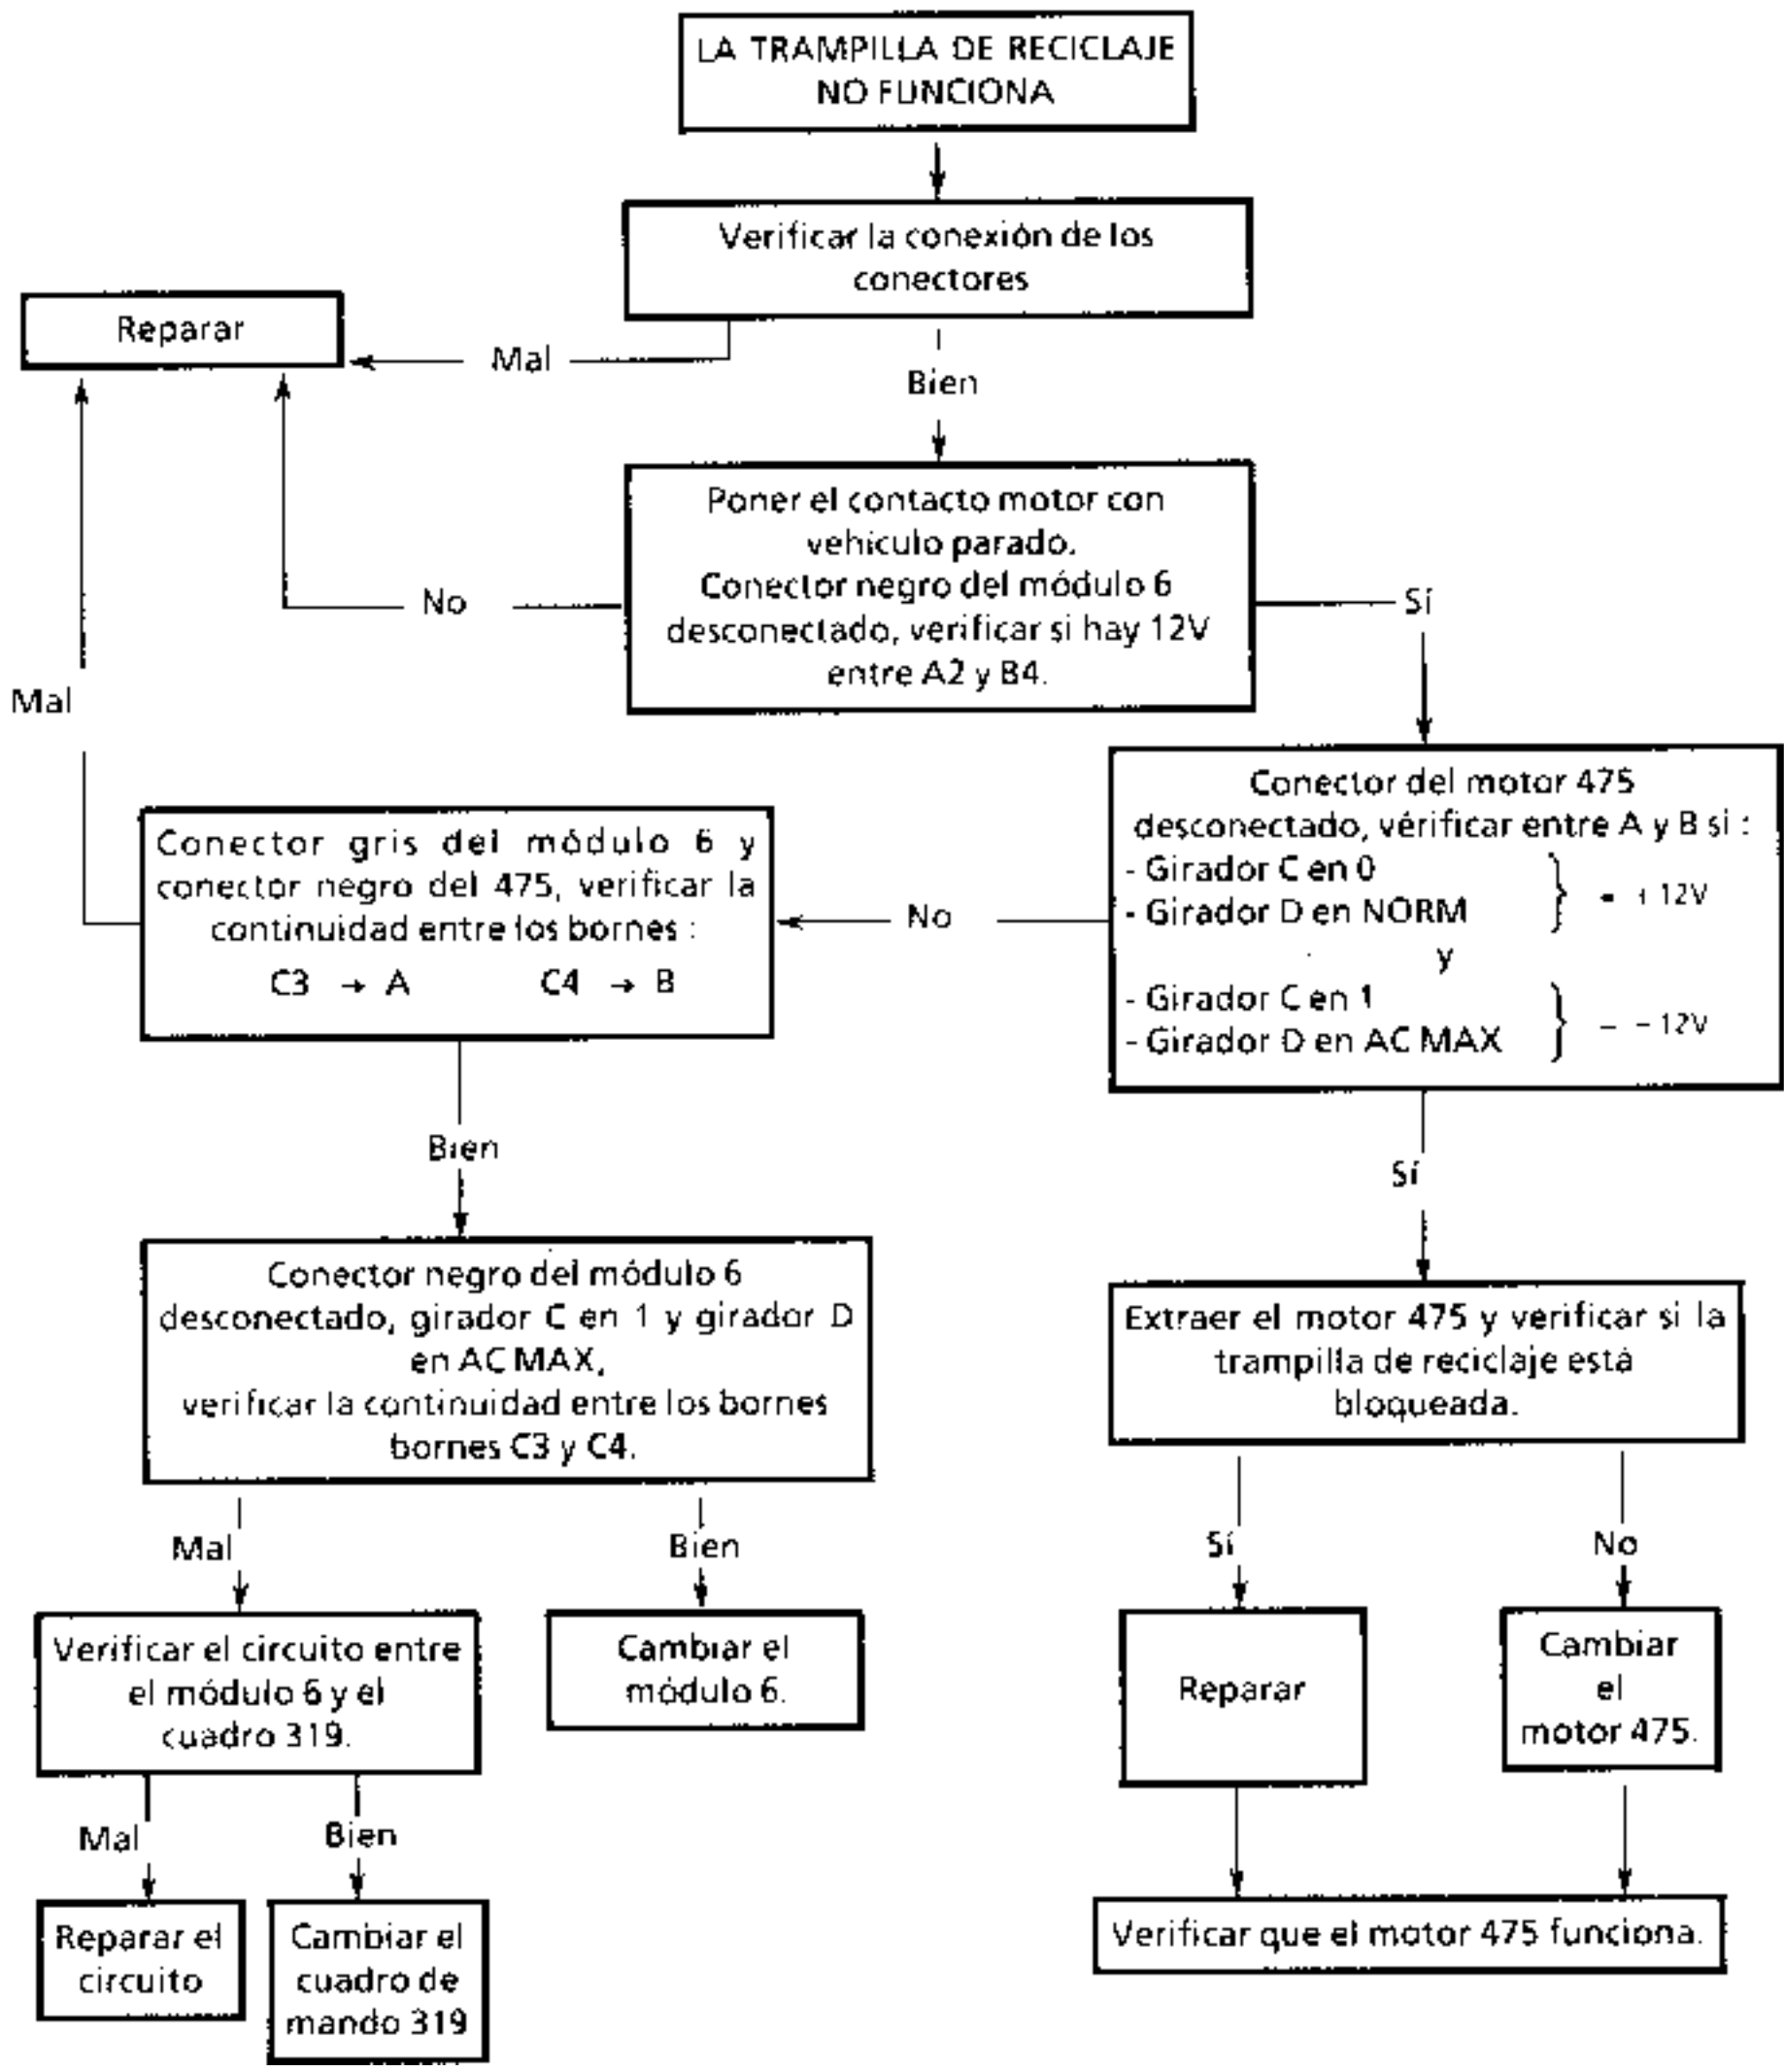 LA TRAMPILLA DE RECICLAJE
NO FUNCIONA
Verificar la conexión de los
conectores
Reparar
Mal
Bien
Poner el contacto motor con
vehículo parado.
Conector negro del módulo 6
desconectado, verificar si hay 12V
entre A2 y B4.
No
Sí
Mal
Conector del motor 475
desconectado, vérificar entre A y B si :
- Girador C en 0
- Girador D en NORM
= + 12V
y
- Girador C en 1
- Girador D en AC MAX
= - 12V
No
Conector gris del módulo 6 y
conector negro del 475, verificar la
continuidad entre los bornes :
C3 → A C4 → B
Bien
Sí
Conector negro del módulo 6
desconectado, girador C en 1 y girador D
en AC MAX,
verificar la continuidad entre los bornes
bornes C3 y C4.
Extraer el motor 475 y verificar si la
trampilla de reciclaje está
bloqueada.
Mal
Bien
Sí
No
Verificar el circuito entre
el módulo 6 y el
cuadro 319.
Cambiar el
módulo 6.
Reparar
Cambiar
el
motor 475.
Mal
Bien
Reparar el
circuito
Cambiar el
cuadro de
mando 319
Verificar que el motor 475 funciona.